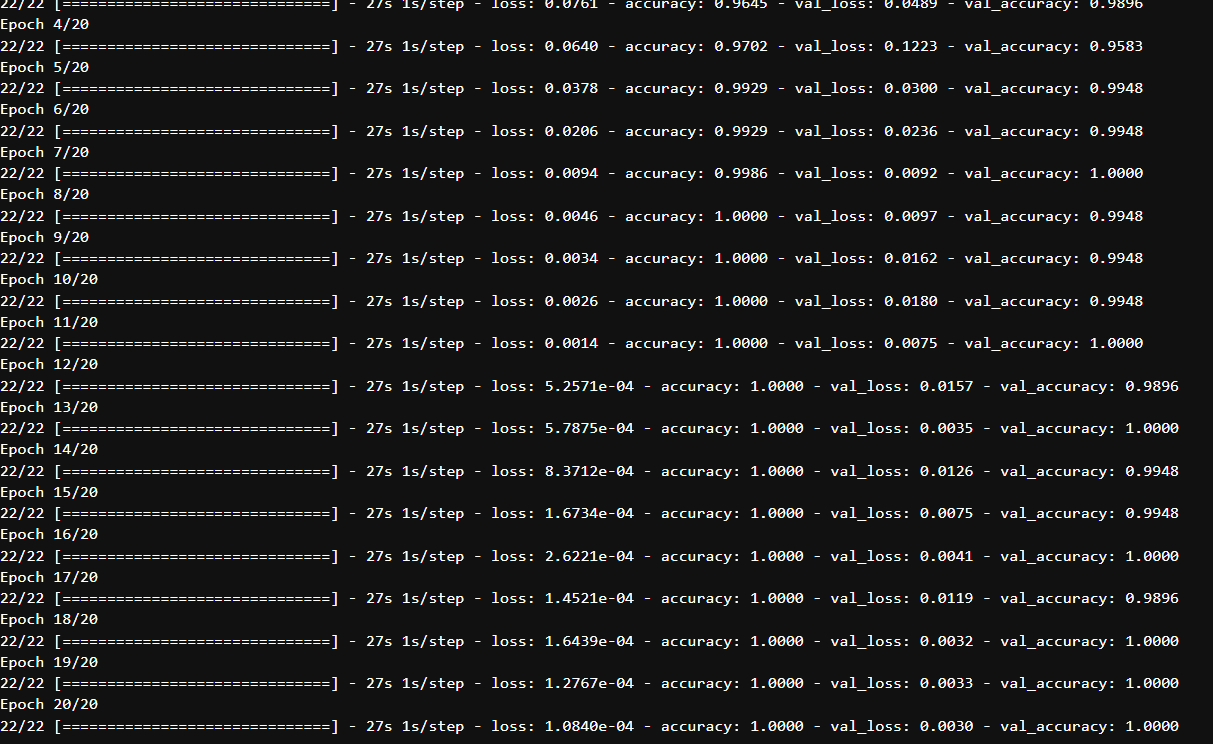 22/22 [==============================] - 27s 1s/step - loss: 0.0761 - accuracy: 0.9645 - val_loss: 0.0489 - val_accuracy: 0.9896
Epoch 4/20
22/22 [==============================] - 27s 1s/step - loss: 0.0640 - accuracy: 0.9702 - val_loss: 0.1223 - val_accuracy: 0.9583
Epoch 5/20
22/22 [==============================] - 27s 1s/step - loss: 0.0378 - accuracy: 0.9929 - val_loss: 0.0300 - val_accuracy: 0.9948
Epoch 6/20
22/22 [==============================] - 27s 1s/step - loss: 0.0206 - accuracy: 0.9929 - val_loss: 0.0236 - val_accuracy: 0.9948
Epoch 7/20
22/22 [==============================] - 27s 1s/step - loss: 0.0094 - accuracy: 0.9986 - val_loss: 0.0092 - val_accuracy: 1.0000
Epoch 8/20
22/22 [==============================] - 27s 1s/step - loss: 0.0046 - accuracy: 1.0000 - val_loss: 0.0097 - val_accuracy: 0.9948
Epoch 9/20
22/22 [==============================] - 27s 1s/step - loss: 0.0034 - accuracy: 1.0000 - val_loss: 0.0162 - val_accuracy: 0.9948
Epoch 10/20
22/22 [==============================] - 27s 1s/step - loss: 0.0026 - accuracy: 1.0000 - val_loss: 0.0180 - val_accuracy: 0.9948
Epoch 11/20
22/22 [==============================] - 27s 1s/step - loss: 0.0014 - accuracy: 1.0000 - val_loss: 0.0075 - val_accuracy: 1.0000
Epoch 12/20
22/22 [==============================] - 27s 1s/step - loss: 5.2571e-04 - accuracy: 1.0000 - val_loss: 0.0157 - val_accuracy: 0.9896
Epoch 13/20
22/22 [==============================] - 27s 1s/step - loss: 5.7875e-04 - accuracy: 1.0000 - val_loss: 0.0035 - val_accuracy: 1.0000
Epoch 14/20
22/22 [==============================] - 27s 1s/step - loss: 8.3712e-04 - accuracy: 1.0000 - val_loss: 0.0126 - val_accuracy: 0.9948
Epoch 15/20
22/22 [==============================] - 27s 1s/step - loss: 1.6734e-04 - accuracy: 1.0000 - val_loss: 0.0075 - val_accuracy: 0.9948
Epoch 16/20
22/22 [==============================] - 27s 1s/step - loss: 2.6221e-04 - accuracy: 1.0000 - val_loss: 0.0041 - val_accuracy: 1.0000
Epoch 17/20
22/22 [==============================] - 27s 1s/step - loss: 1.4521e-04 - accuracy: 1.0000 - val_loss: 0.0119 - val_accuracy: 0.9896
Epoch 18/20
22/22 [==============================] - 27s 1s/step - loss: 1.6439e-04 - accuracy: 1.0000 - val_loss: 0.0032 - val_accuracy: 1.0000
Epoch 19/20
22/22 [==============================] - 27s 1s/step - loss: 1.2767e-04 - accuracy: 1.0000 - val_loss: 0.0033 - val_accuracy: 1.0000
Epoch 20/20
22/22 [==============================] - 27s 1s/step - loss: 1.0840e-04 - accuracy: 1.0000 - val_loss: 0.0030 - val_accuracy: 1.0000